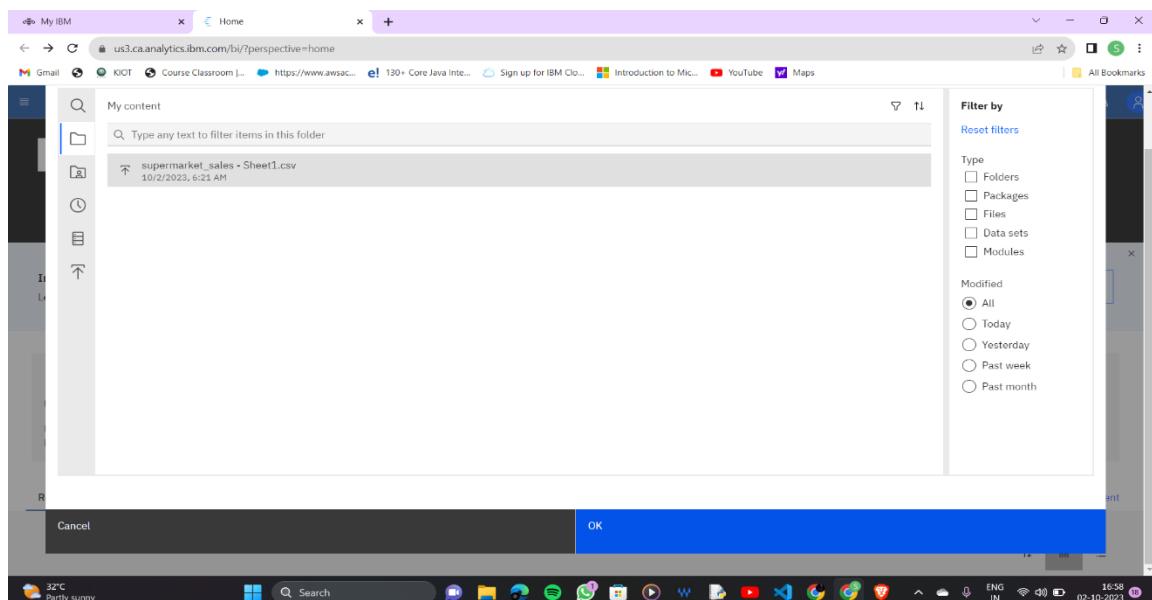 My IBM
Home
us3.ca.analytics.ibm.com/bi/?perspective=home
Gmail
KIOT
Course Classroom |...
https://www.awsac...
130+ Core Java Inte...
Sign up for IBM Clo...
Introduction to Mic...
YouTube
Maps
All Bookmarks
My content
Type any text to filter items in this folder
supermarket_sales - Sheet1.csv
10/2/2023, 6:21 AM
Filter by
Reset filters
Type
Folders
Packages
Files
Data sets
Modules
Modified
All
Today
Yesterday
Past week
Past month
Cancel
OK
32°C
Partly sunny
Search
ENG
IN
16:58
02-10-2023